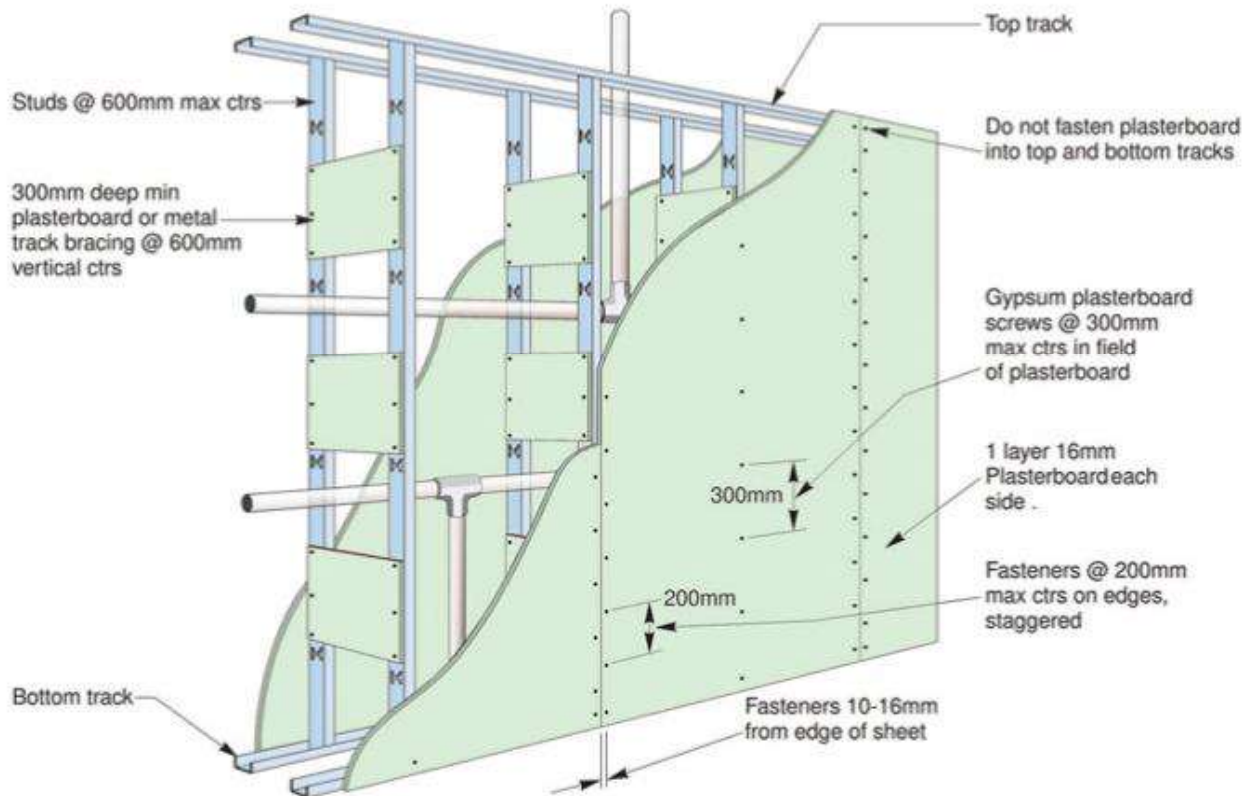 Top track
Studs @ 600mm max ctrs
Do not fasten plasterboard
into top and bottom tracks
300mm deep min
plasterboard or metal
track bracing @ 600mm
vertical ctrs
Gypsum plasterboard
screws @ 300mm
max ctrs in field
of plasterboard
1 layer 16mm
Plasterboard each
side .
300mm
Fasteners @ 200mm
max ctrs on edges,
staggered
200mm
Bottom track
Fasteners 10-16mm
from edge of sheet